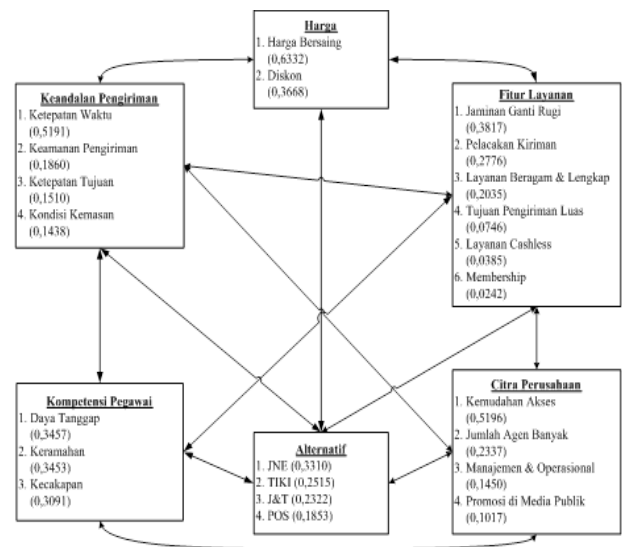 Harga
1. Harga Bersaing
(0,6332)
2. Diskon
(0,3668)
Keandalan Pengiriman
1. Ketepatan Waktu
(0,5191)
2. Keamanan Pengiriman
(0,1860)
3. Ketepatan Tujuan
(0,1510)
4. Kondisi Kemasan
(0,1438)
Fitur Layanan
1. Jaminan Ganti Rugi
(0,3817)
2. Pelacakan Kiriman
(0,2776)
3. Layanan Beragam & Lengkap
(0,2035)
4. Tujuan Pengiriman Luas
(0,0746)
5. Layanan Cashless
(0,0385)
6. Membership
(0,0242)
Kompetensi Pegawai
1. Daya Tanggap
(0,3457)
2. Keramahan
(0,3453)
3. Kecakapan
(0,3091)
Alternatif
1. JNE (0,3310)
2. TIKI (0,2515)
3. J&T (0,2322)
4. POS (0,1853)
Citra Perusahaan
1. Kemudahan Akses
(0,5196)
2. Jumlah Agen Banyak
(0,2337)
3. Manajemen & Operasional
(0,1450)
4. Promosi di Media Publik
(0,1017)